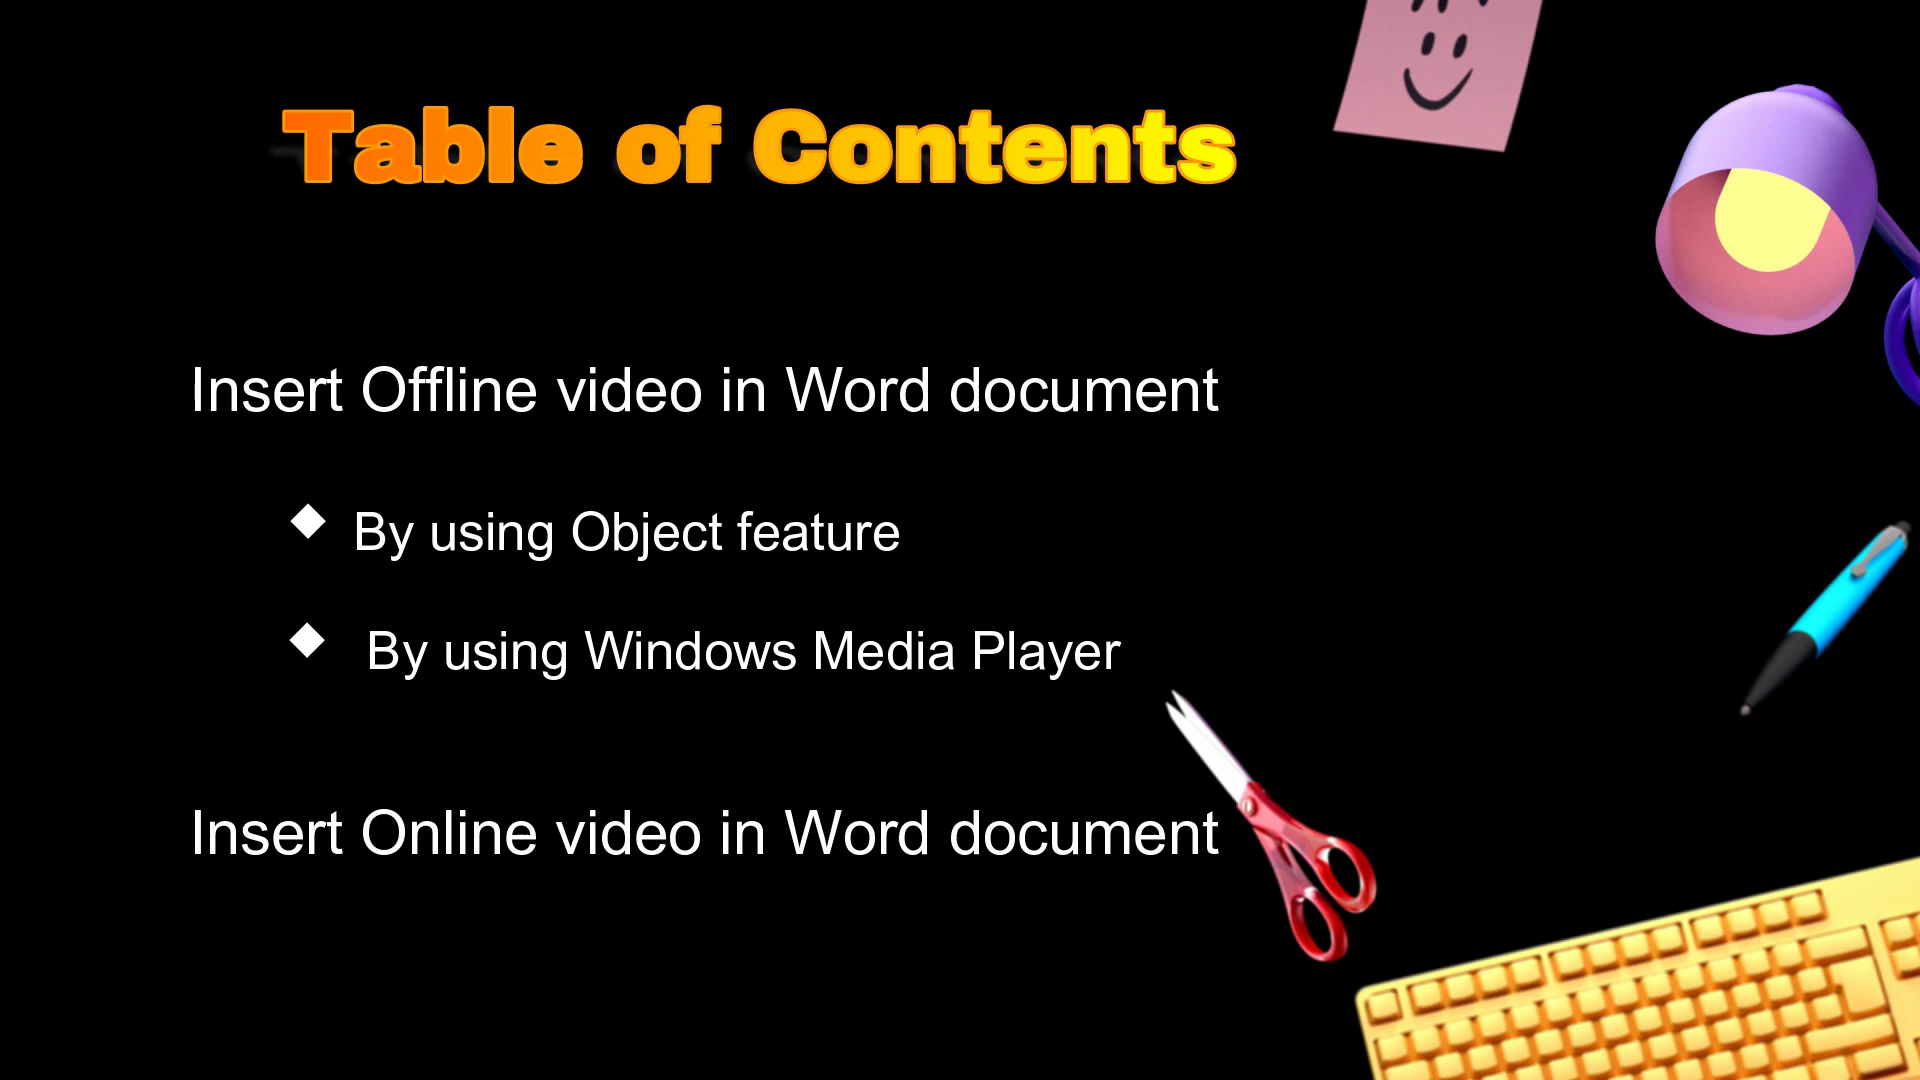 Table of Contents
Insert Offline video in Word document
◆ By using Object feature
◆ By using Windows Media Player
Insert Online video in Word document